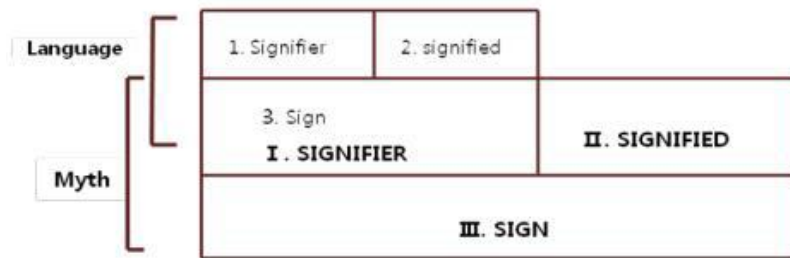 Language
1. Signifier
2. signified
3. Sign
Ⅰ. SIGNIFIER
Ⅱ. SIGNIFIED
Myth
Ⅲ. SIGN